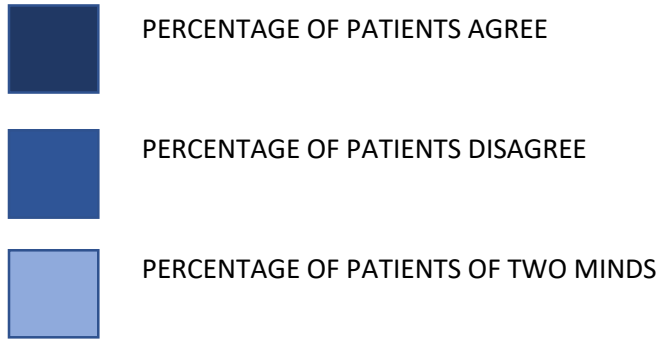 PERCENTAGE OF PATIENTS AGREE
PERCENTAGE OF PATIENTS DISAGREE
PERCENTAGE OF PATIENTS OF TWO MINDS